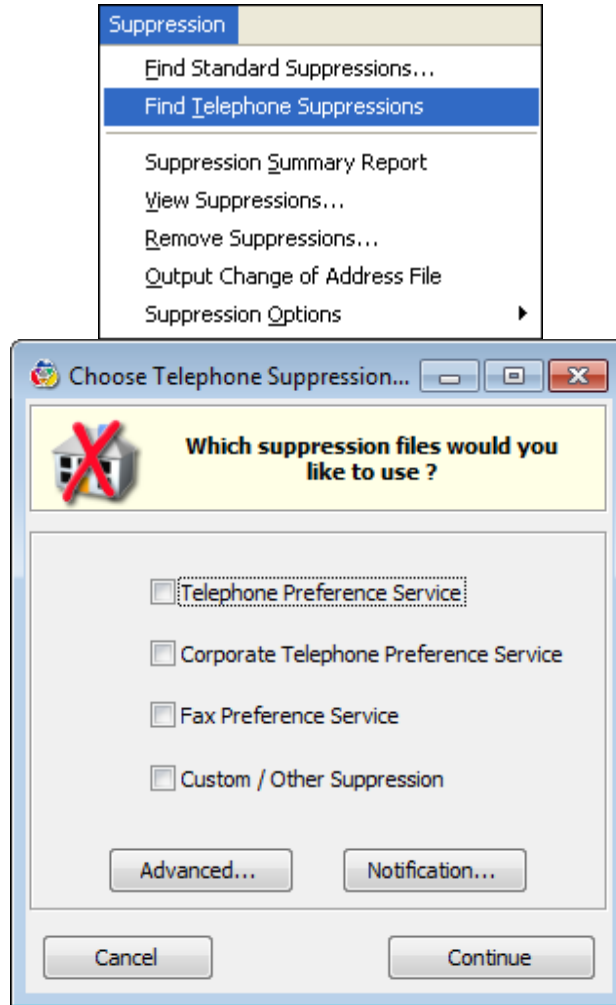 Suppression
Find Standard Suppressions...
Find Telephone Suppressions
Suppression Summary Report
View Suppressions...
Remove Suppressions...
Output Change of Address File
Suppression Options
Choose Telephone Suppression...
Which suppression files would you
like to use ?
Telephone Preference Service
Corporate Telephone Preference Service
Fax Preference Service
Custom / Other Suppression
Advanced...
Notification...
Cancel
Continue